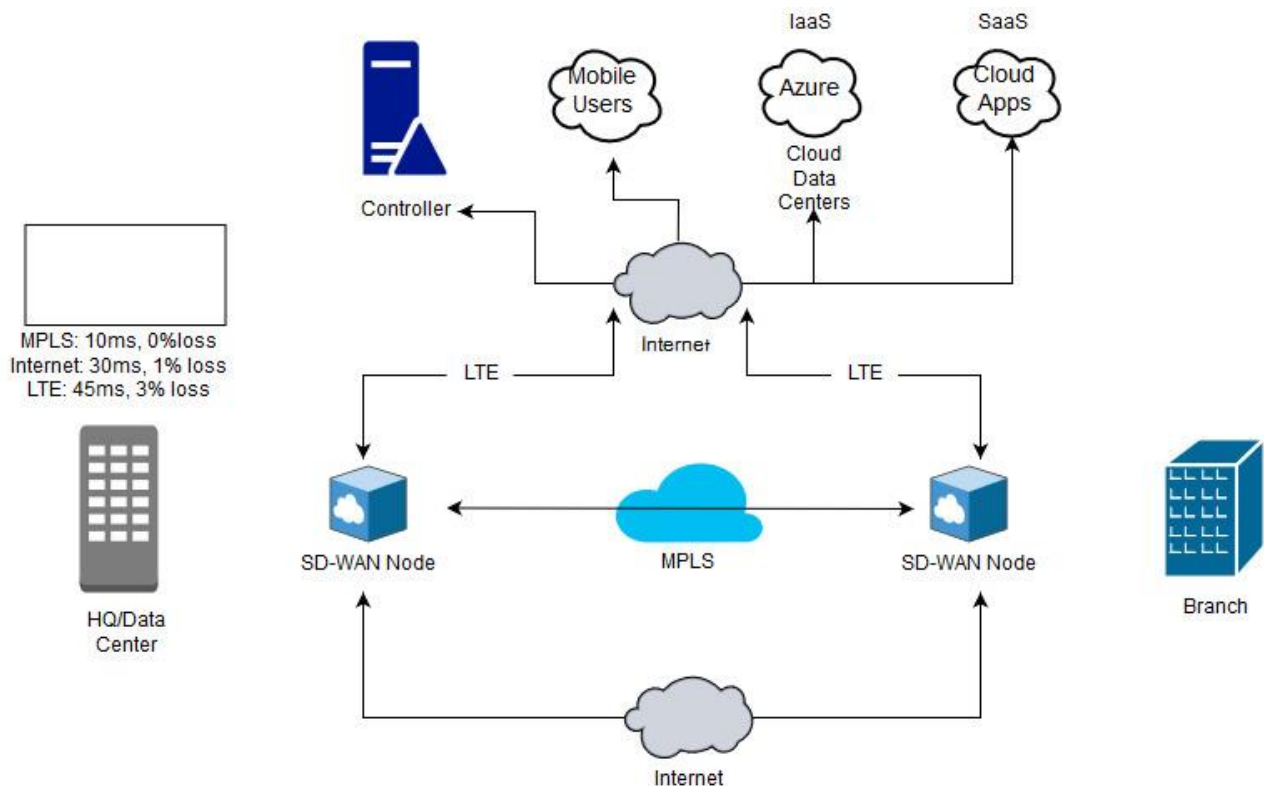 IaaS
SaaS
Mobile
Users
Azure
Cloud
Apps
Cloud
Data
Centers
Controller
MPLS: 10ms, 0%loss
Internet: 30ms, 1% loss
LTE: 45ms, 3% loss
Internet
LTE
LTE
SD-WAN Node
MPLS
SD-WAN Node
HQ/Data
Center
Branch
Internet